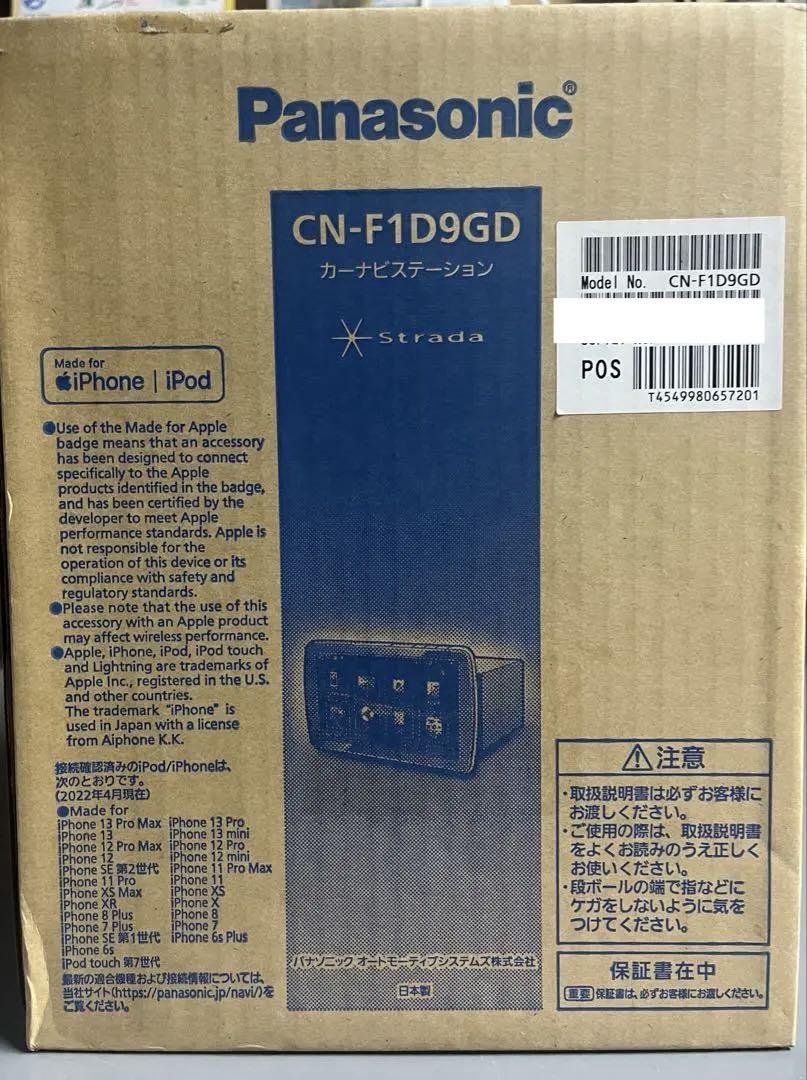 Panasonic®
CN-F1D9GD
カーナビステーション
Strada
Model No. CN-F1D9GD
POS
T4549980657201
Made for
iPhone | iPod
●Use of the Made for Apple
badge means that an accessory
has been designed to connect
specifically to the Apple
products identified in the badge,
and has been certified by the
developer to meet Apple
performance standards. Apple is
not responsible for the
operation of this device or its
compliance with safety and
regulatory standards.
●Please note that the use of this
accessory with an Apple product
may affect wireless performance.
●Apple, iPhone, iPod, iPod touch
and Lightning are trademarks of
Apple Inc., registered in the U.S.
and other countries.
The trademark "iPhone" is
used in Japan with a license
from Aiphone K.K.
接続確認済みのiPod/iPhoneは、
次のとおりです。
(2022年4月現在)
●Made for
iPhone 13 Pro Max iPhone 13 Pro
iPhone 13 iPhone 13 mini
iPhone 12 Pro Max iPhone 12 Pro
iPhone 12 iPhone 12 mini
iPhone SE 第2世代 iPhone 11 Pro Max
iPhone 11 Pro iPhone 11
iPhone XS Max iPhone XS
iPhone XR iPhone X
iPhone 8 Plus iPhone 8
iPhone 7 Plus iPhone 7
iPhone SE 第1世代 iPhone 6s Plus
iPhone 6s
iPod touch 第7世代
最新の適合機種および接続情報については、
当社サイト(https://panasonic.jp/navi/)を
ご覧ください。
パナソニック オートモーティブシステムズ株式会社
日本製
⚠注意
・取扱説明書は必ずお客様に
お渡しください。
・ご使用の際は、取扱説明書
をよくお読みのうえ正しく
お使いください。
・段ボールの端で指などに
ケガをしないように気を
つけてください。
保証書在中
重要 保証書は、必ずお客様にお渡しください。